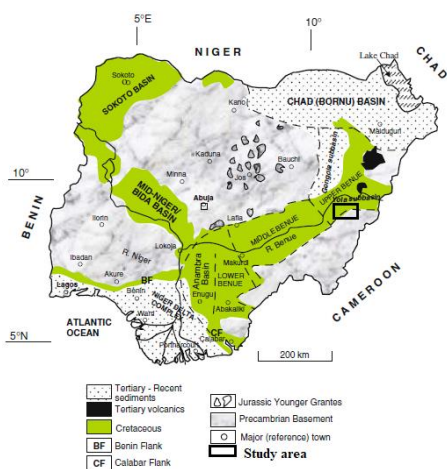 5°E
10°
NIGER
CHAD
Lake Chad
Sokoto
SOKOTO BASIN
Kano
CHAD (BORNU) BASIN
Maiduguri
Kaduna
Gongola subbasin
Jos
Bauchi
Minna
UPPER BENUE
10°
Yola subbasin
MID-NIGER/
BIDA BASIN
Abuja
BENIN
Ilorin
Lafia
MIDDLE BENUE
R. Benue
R. Niger
Lokoja
Makurdi
Ibadan
Anambra
Basin
LOWER
BENUE
CAMEROON
Akure
BF
Lagos
Benin
Enugu
Abakaliki
NIGER DELTA
COMPLEX
Warri
ATLANTIC
OCEAN
CF
5°N
Portharcourt
Calabar
200 km
Tertiary - Recent
sediments
Tertiary volcanics
Cretaceous
BF Benin Flank
CF Calabar Flank
Jurassic Younger Grantes
Precambrian Basement
Major (reference) town
Study area